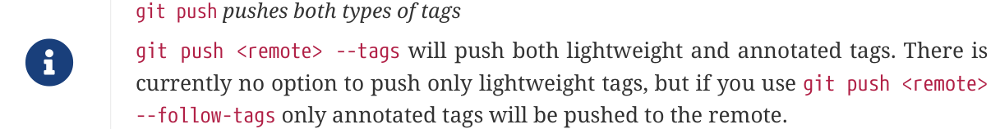 git push pushes both types of tags
git push <remote> --tags will push both lightweight and annotated tags. There is
currently no option to push only lightweight tags, but if you use git push <remote>
--follow-tags only annotated tags will be pushed to the remote.